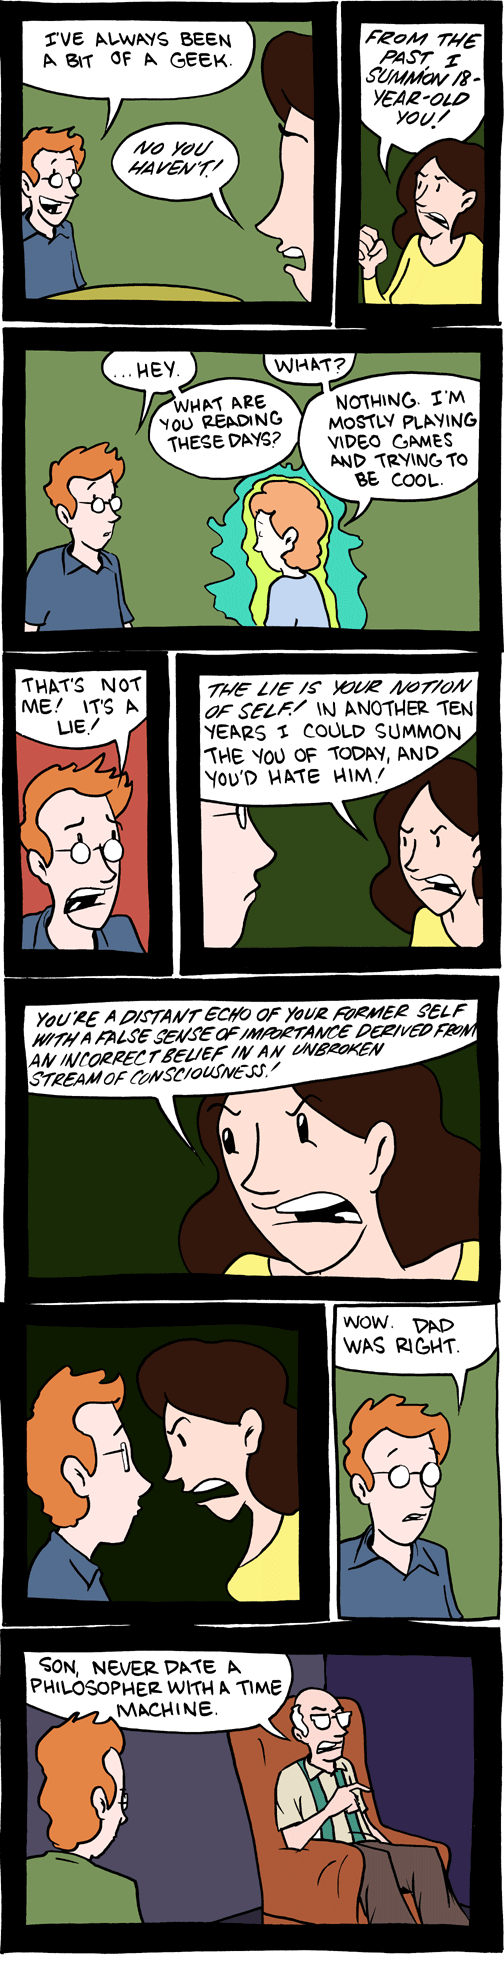 I'VE ALWAYS BEEN
A BIT OF A GEEK.
NO YOU
HAVEN'T!
FROM THE
PAST, I
SUMMON 18-
YEAR-OLD
YOU!
...HEY.
WHAT?
WHAT ARE
YOU READING
THESE DAYS?
NOTHING. I'M
MOSTLY PLAYING
VIDEO GAMES
AND TRYING TO
BE COOL.
THAT'S NOT
ME! IT'S A
LIE!
THE LIE IS YOUR NOTION
OF SELF! IN ANOTHER TEN
YEARS I COULD SUMMON
THE YOU OF TODAY, AND
YOU'D HATE HIM!
YOU'RE A DISTANT ECHO OF YOUR FORMER SELF
WITH A FALSE SENSE OF IMPORTANCE DERIVED FROM
AN INCORRECT BELIEF IN AN UNBROKEN
STREAM OF CONSCIOUSNESS!
WOW. DAD
WAS RIGHT.
SON, NEVER DATE A
PHILOSOPHER WITH A TIME
MACHINE.